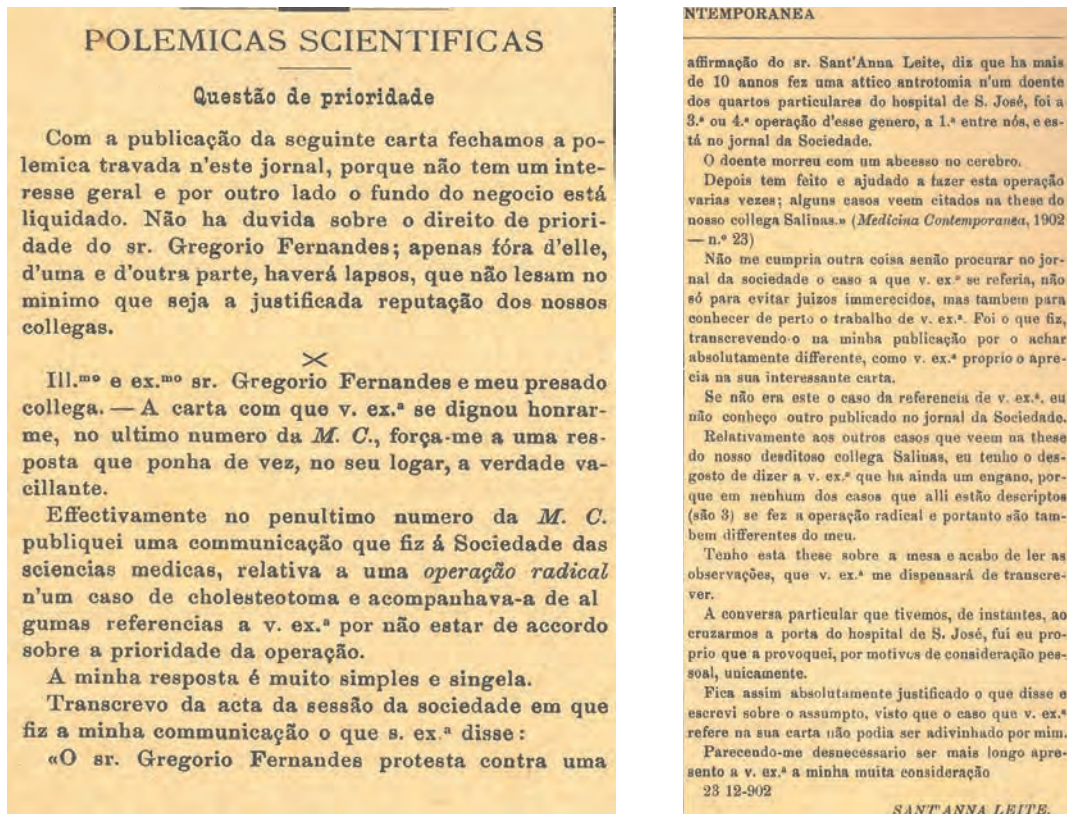 POLEMICAS SCIENTIFICAS
Questão de prioridade
Com a publicação da seguinte carta fechamos a po-
lemica travada n'este jornal, porque não tem um inte-
resse geral e por outro lado o fundo do negocio está
liquidado. Não ha duvida sobre o direito de priori-
dade do sr. Gregorio Fernandes; apenas fóra d'elle,
d'uma e d'outra parte, haverá lapsos, que não lesam no
minimo que seja a justificada reputação dos nossos
collegas.
Ill.mo e ex.mo sr. Gregorio Fernandes e meu presado
collega. — A carta com que v. ex.ª se dignou honrar-
me, no ultimo numero da M. C., força-me a uma res-
posta que ponha de vez, no seu logar, a verdade va-
cillante.
Effectivamente no penultimo numero da M. C.
publiquei uma communicação que fiz á Sociedade das
sciencias medicas, relativa a uma operação radical
n'um caso de cholesteotoma e acompanhava-a de al
gumas referencias a v. ex.ª por não estar de accordo
sobre a prioridade da operação.
A minha resposta é muito simples e singela.
Transcrevo da acta da sessão da sociedade em que
fiz a minha communicação o que s. ex.ª disse:
«O sr. Gregorio Fernandes protesta contra uma
NTEMPORANEA
affirmação do sr. Sant'Anna Leite, diz que ha mais
de 10 annos fez uma attico antrotomia n'um doente
dos quartos particulares do hospital de S. José, foi a
3.ª ou 4.ª operação d'esse genero, a 1.ª entre nós, e es-
tá no jornal da Sociedade.
O doente morreu com um abcesso no cerebro.
Depois tem feito e ajudado a fazer esta operação
varias vezes; alguns casos veem citados na these do
nosso collega Salinas.» (Medicina Contemporanea, 1902
— n.º 23)
Não me cumpria outra coisa senão procurar no jor-
nal da sociedade o caso a que v. ex.ª se referia, não
só para evitar juizos immerecidos, mas tambem para
conhecer de perto o trabalho de v. ex.ª. Foi o que fiz,
transcrevendo-o na minha publicação por o achar
absolutamente differente, como v. ex.ª proprio o apre-
cia na sua interessante carta.
Se não era este o caso da referencia de v. ex.ª, eu
não conheço outro publicado no jornal da Sociedade.
Relativamente aos outros casos que veem na these
do nosso desditoso collega Salinas, eu tenho o des-
gosto de dizer a v. ex.ª que ha ainda um engano, por-
que em nenhum dos casos que alli estão descriptos
(são 3) se fez a operação radical e portanto são tam-
bem differentes do meu.
Tenho esta these sobre a mesa e acabo de ler as
observações, que v. ex.ª me dispensará de transcre-
ver.
A conversa particular que tivemos, de instantes, ao
cruzarmos a porta do hospital de S. José, fui eu pro-
prio que a provoquei, por motivos de consideração pes-
soal, unicamente.
Fica assim absolutamente justificado o que disse e
escrevi sobre o assumpto, visto que o caso que v. ex.ª
refere na sua carta não podia ser adivinhado por mim.
Parecendo-me desnecessario ser mais longo apre-
sento a v. ex.ª a minha muita consideração
23 12-902
SANT'ANNA LEITE.